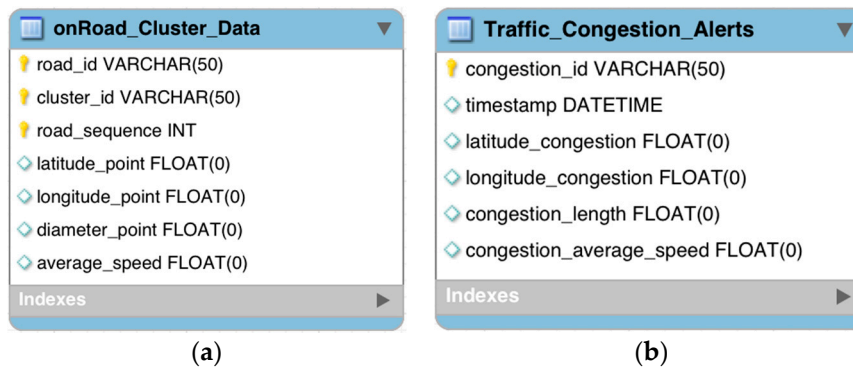 onRoad_Cluster_Data
road_id VARCHAR(50)
cluster_id VARCHAR(50)
road_sequence INT
latitude_point FLOAT(0)
longitude_point FLOAT(0)
diameter_point FLOAT(0)
average_speed FLOAT(0)
Indexes
(a)
Traffic_Congestion_Alerts
congestion_id VARCHAR(50)
timestamp DATETIME
latitude_congestion FLOAT(0)
longitude_congestion FLOAT(0)
congestion_length FLOAT(0)
congestion_average_speed FLOAT(0)
Indexes
(b)